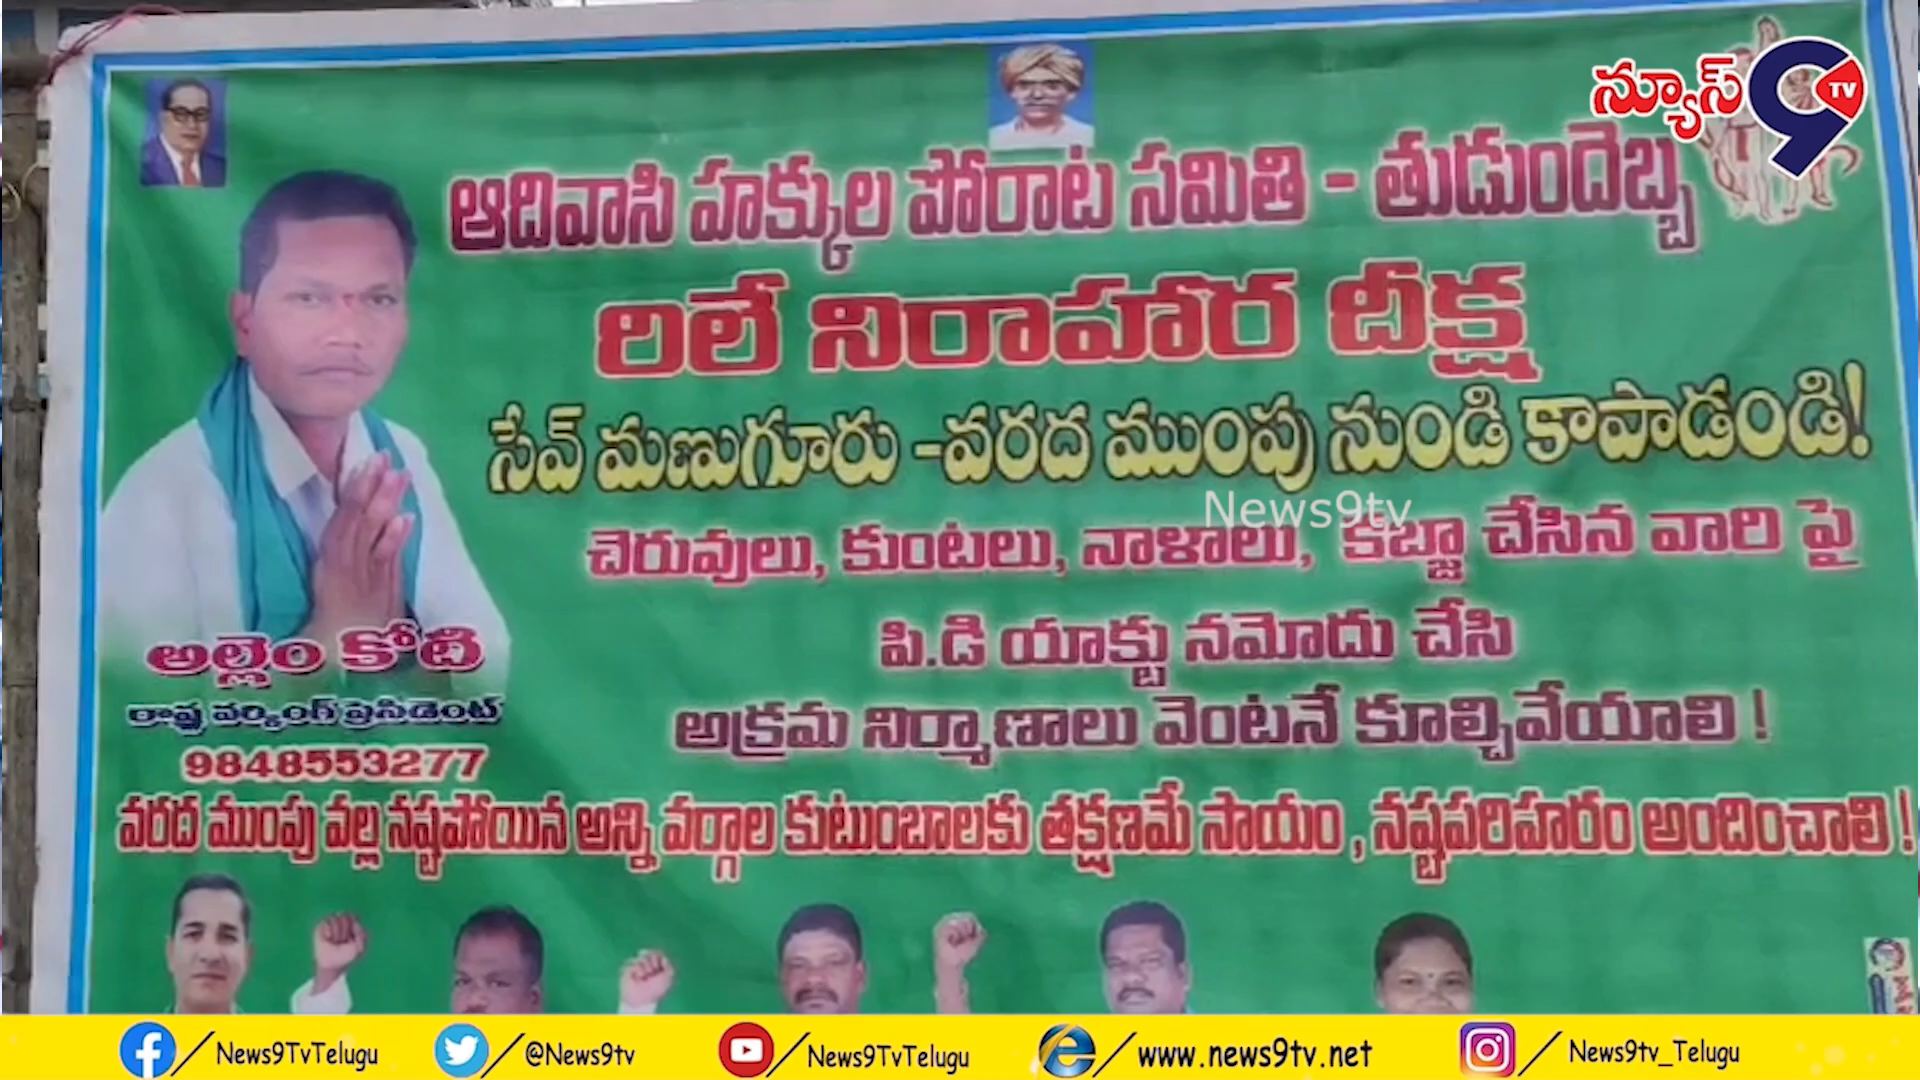 న్యూస్ 9 TV
ఆదివాసి హక్కుల పోరాట సమితి - తుడుందెబ్బ
రిలే నిరాహార దీక్ష
సేవ్ మణుగూరు -వరద ముంపు నుండి కాపాడండి!
News9tv
చెరువులు, కుంటలు, నాళాలు, కబ్జా చేసిన వారి పై
పి.డి యాక్టు నమోదు చేసి
అక్రమ నిర్మాణాలు వెంటనే కూల్చివేయాలి !
అల్లెం కోటి
రాష్ట్ర వర్కింగ్ ప్రెసిడెంట్
9848553277
వరద ముంపు వల్ల నష్టపోయిన అన్ని వర్గాల కుటుంబాలకు తక్షణమే సాయం , నష్టపరిహారం అందించాలి !
News9TvTelugu @News9tv News9TvTelugu www.news9tv.net News9tv_Telugu